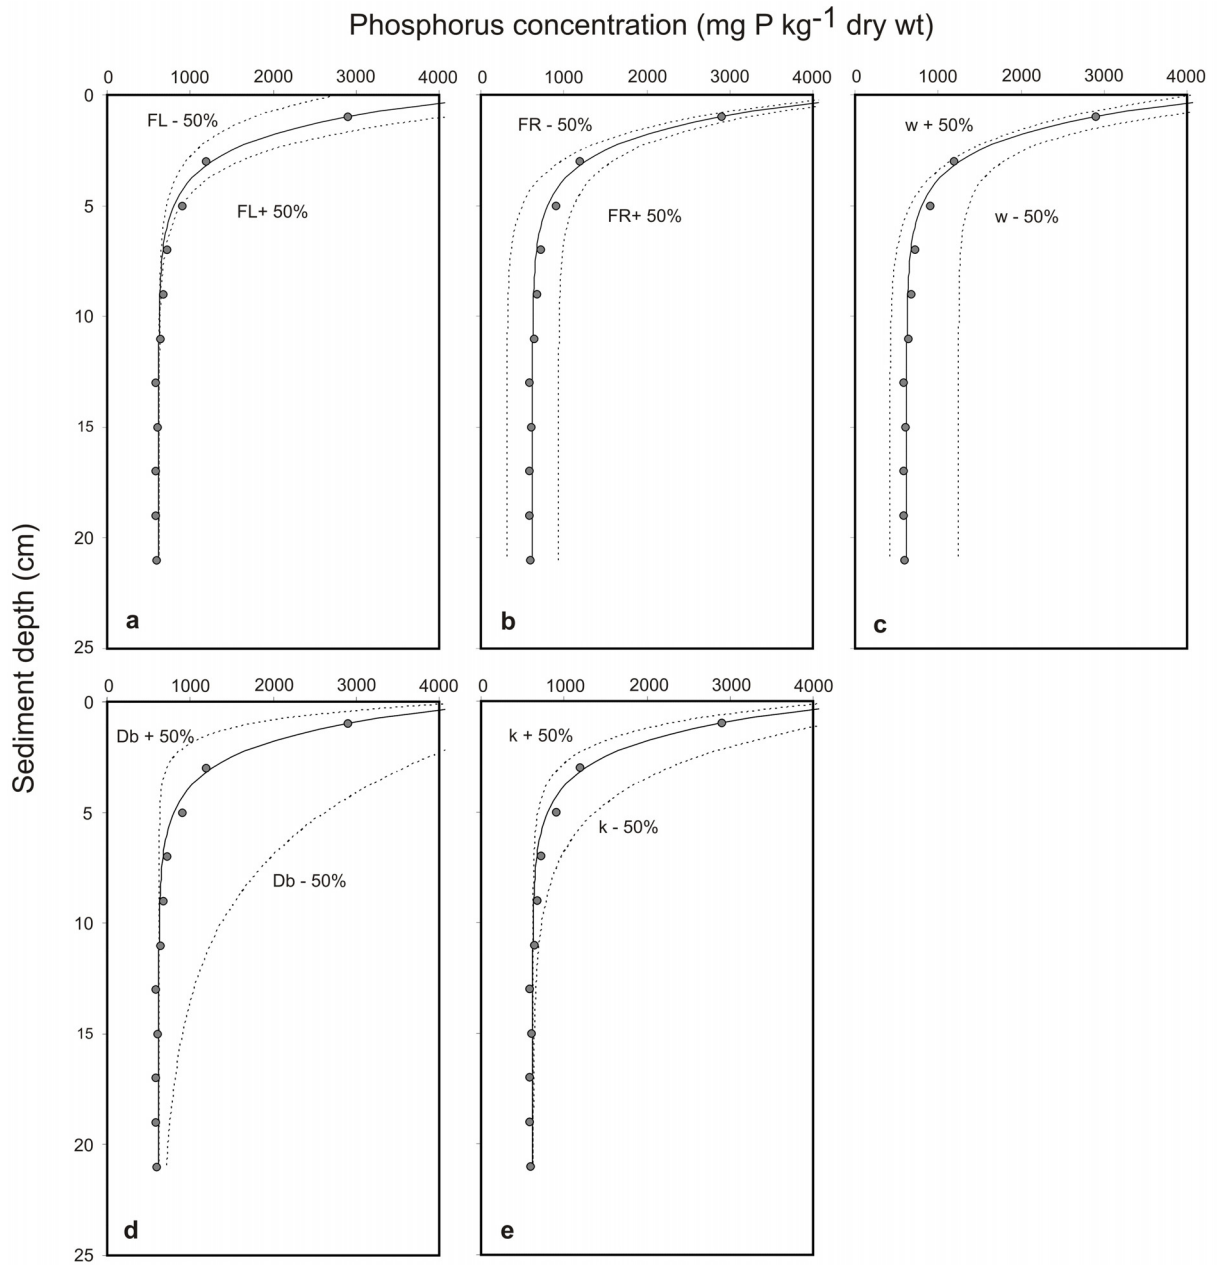 Phosphorus concentration (mg P kg-1 dry wt)
0 1000 2000 3000 4000 0 1000 2000 3000 4000 0 1000 2000 3000 4000
0
FL - 50% FR - 50% w + 50%
5
FL+ 50% FR+ 50% w - 50%
10
15
20
a b c
25
0 1000 2000 3000 4000 0 1000 2000 3000 4000
0
Db + 50% k + 50%
5
k - 50%
Db - 50%
10
15
20
d e
25
Sediment depth (cm)